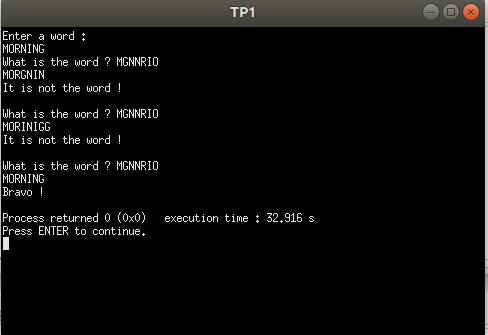 TP1
Enter a word :
MORNING
What is the word ? MGNNRIO
MORGNIN
It is not the word !
What is the word ? MGNNRIO
MORINIGG
It is not the word !
What is the word ? MGNNRIO
MORNING
Bravo !
Process returned 0 (0x0)   execution time : 32.916 s
Press ENTER to continue.